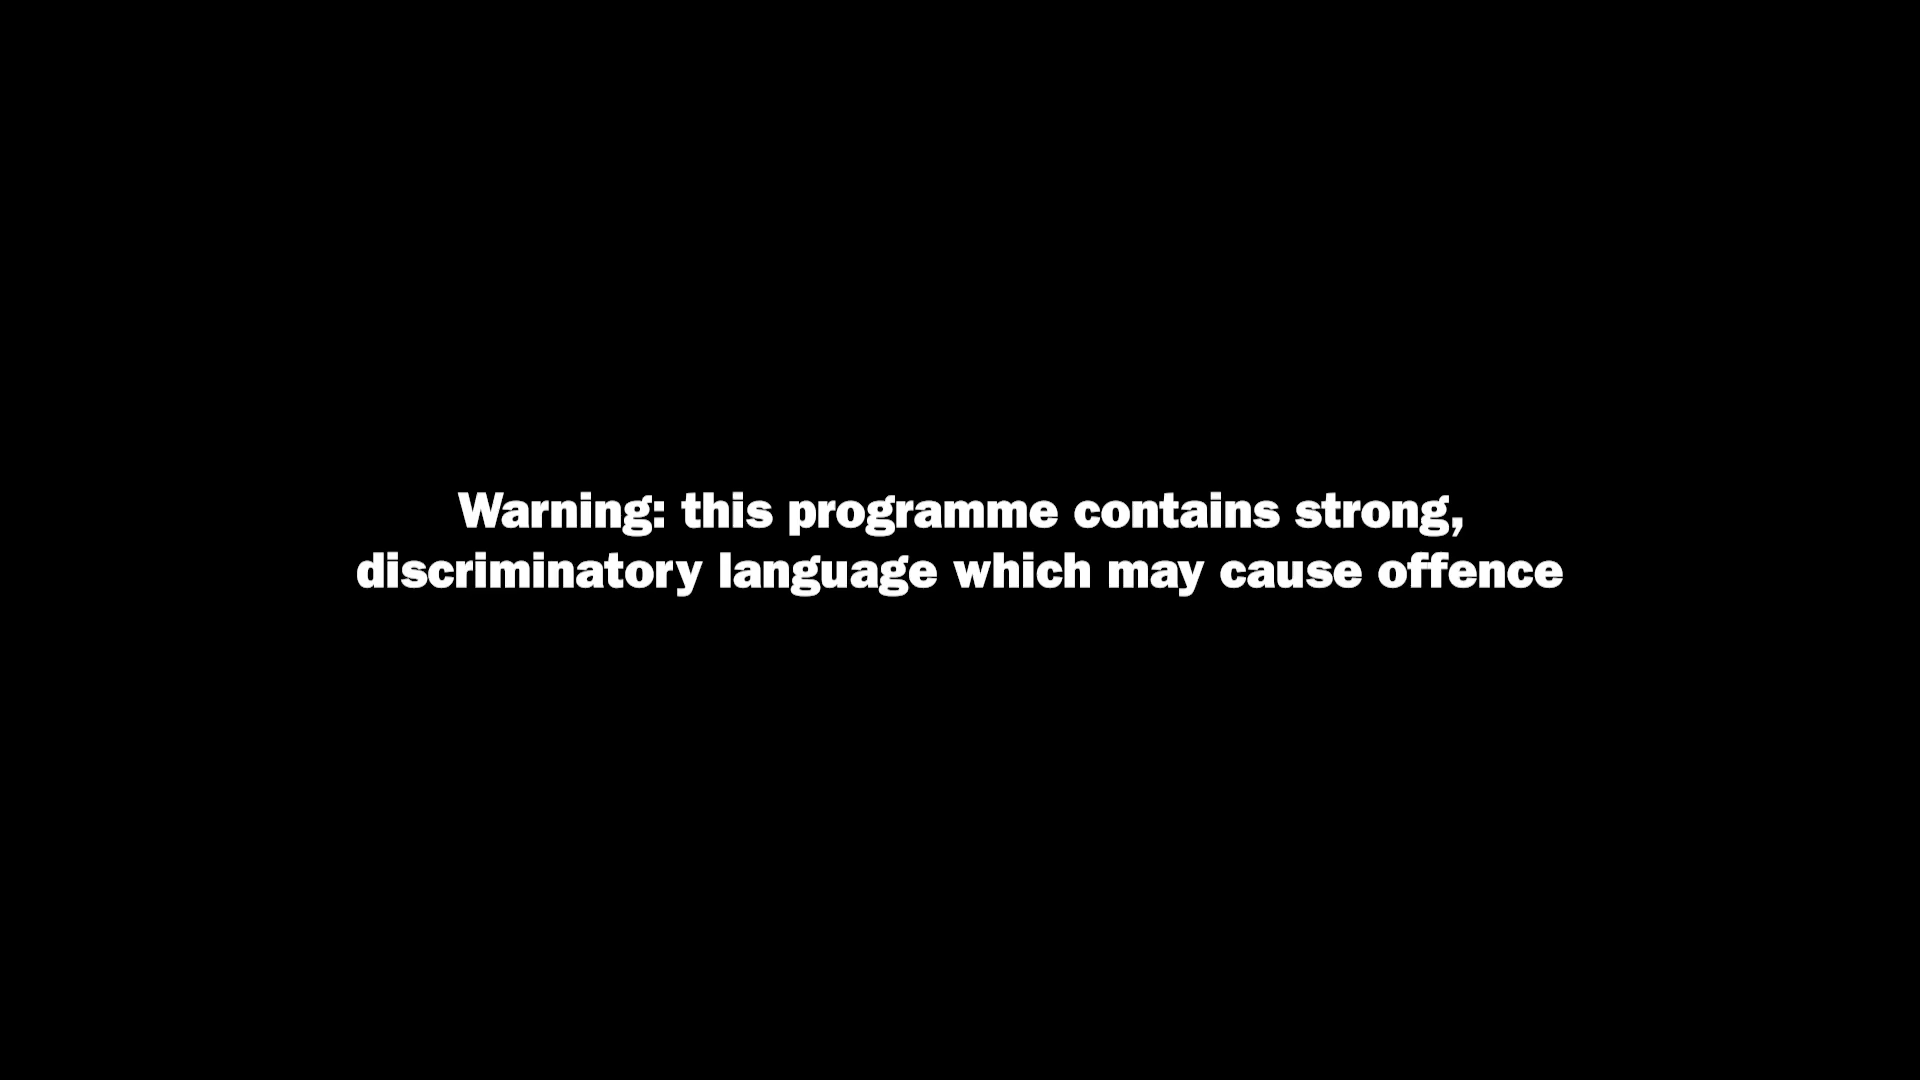 Warning: this programme contains strong,
discriminatory language which may cause offence